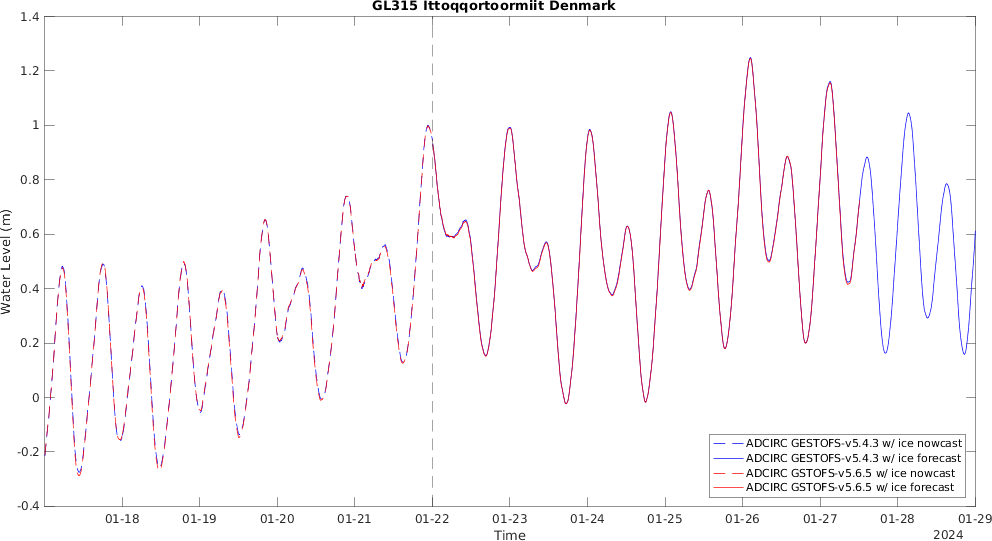 GL315 Ittoqqortoormiit Denmark
1.4
1.2
1
0.8
0.6
0.4
0.2
0
-0.2
-0.4
Water Level (m)
ADCIRC GESTOFS-v5.4.3 w/ ice nowcast
ADCIRC GESTOFS-v5.4.3 w/ ice forecast
ADCIRC GSTOFS-v5.6.5 w/ ice nowcast
ADCIRC GSTOFS-v5.6.5 w/ ice forecast
01-18 01-19 01-20 01-21 01-22 01-23 01-24 01-25 01-26 01-27 01-28 01-29
Time
2024